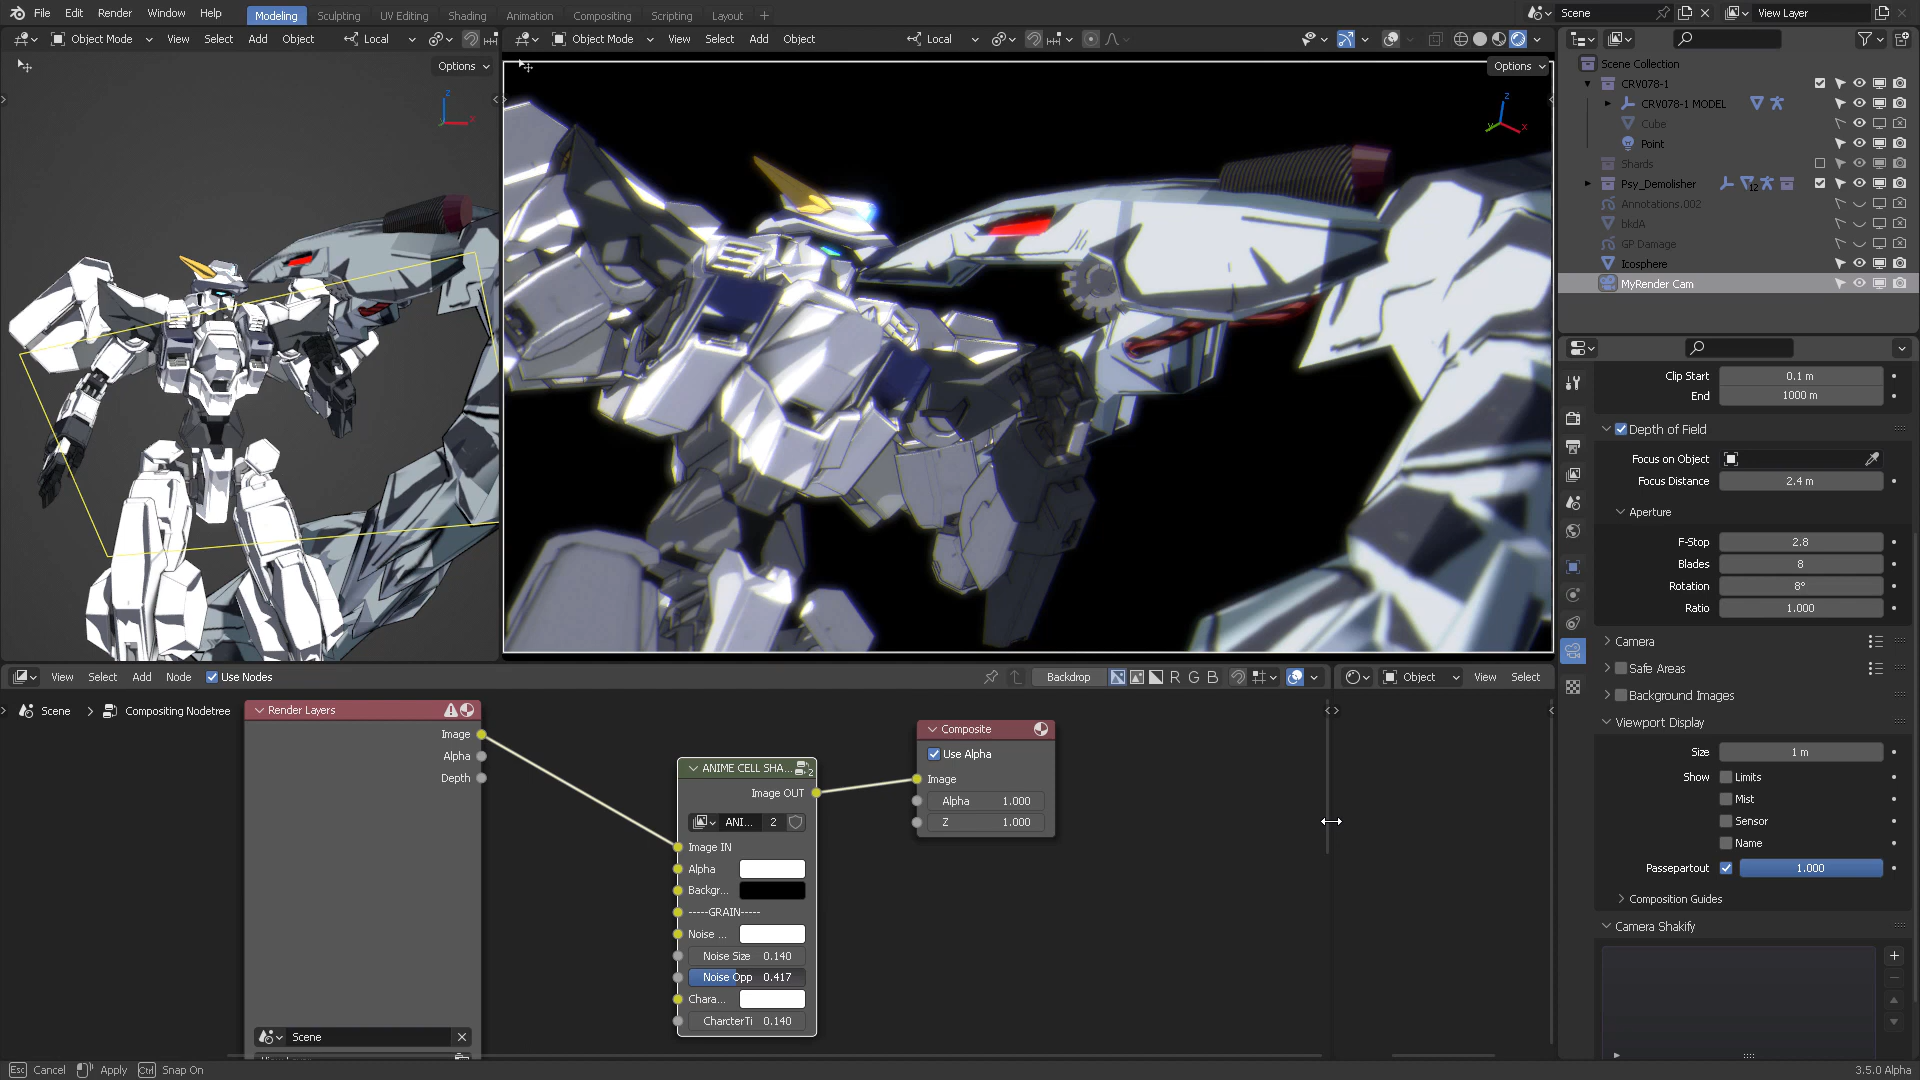 File Edit Render Window Help Modeling Sculpting UV Editing Shading Animation Compositing Scripting Layout + Scene View Layer
Object Mode View Select Add Object Local Object Mode View Select Add Object Local
Options Options
Scene Collection
CRV078-1
CRV078-1 MODEL
Cube
Point
Shards
Psy_Demolisher 12
Annotations.002
bkdA
GP Damage
Icosphere
MyRender Cam
Z
X
Z
Y X
Clip Start 0.1 m
End 1000 m
Depth of Field
Focus on Object
Focus Distance 2.4 m
Aperture
F-Stop 2.8
Blades 8
Rotation 8°
Ratio 1.000
Camera
Safe Areas
Background Images
Viewport Display
Size 1 m
Show Limits
Mist
Sensor
Name
Passepartout 1.000
Composition Guides
Camera Shakify
View Select Add Node Use Nodes Backdrop R G B Object View Select
Scene > Compositing Nodetree
Render Layers
Image
Alpha
Depth
Scene
ANIME CELL SHA... 2
Image OUT
ANI... 2
Image IN
Alpha
Backgr...
-----GRAIN-----
Noise ...
Noise Size 0.140
Noise Opp 0.417
Chara...
CharcterTi 0.140
Composite
Use Alpha
Image
Alpha 1.000
Z 1.000
Esc Cancel Apply Ctrl Snap On 3.5.0 Alpha